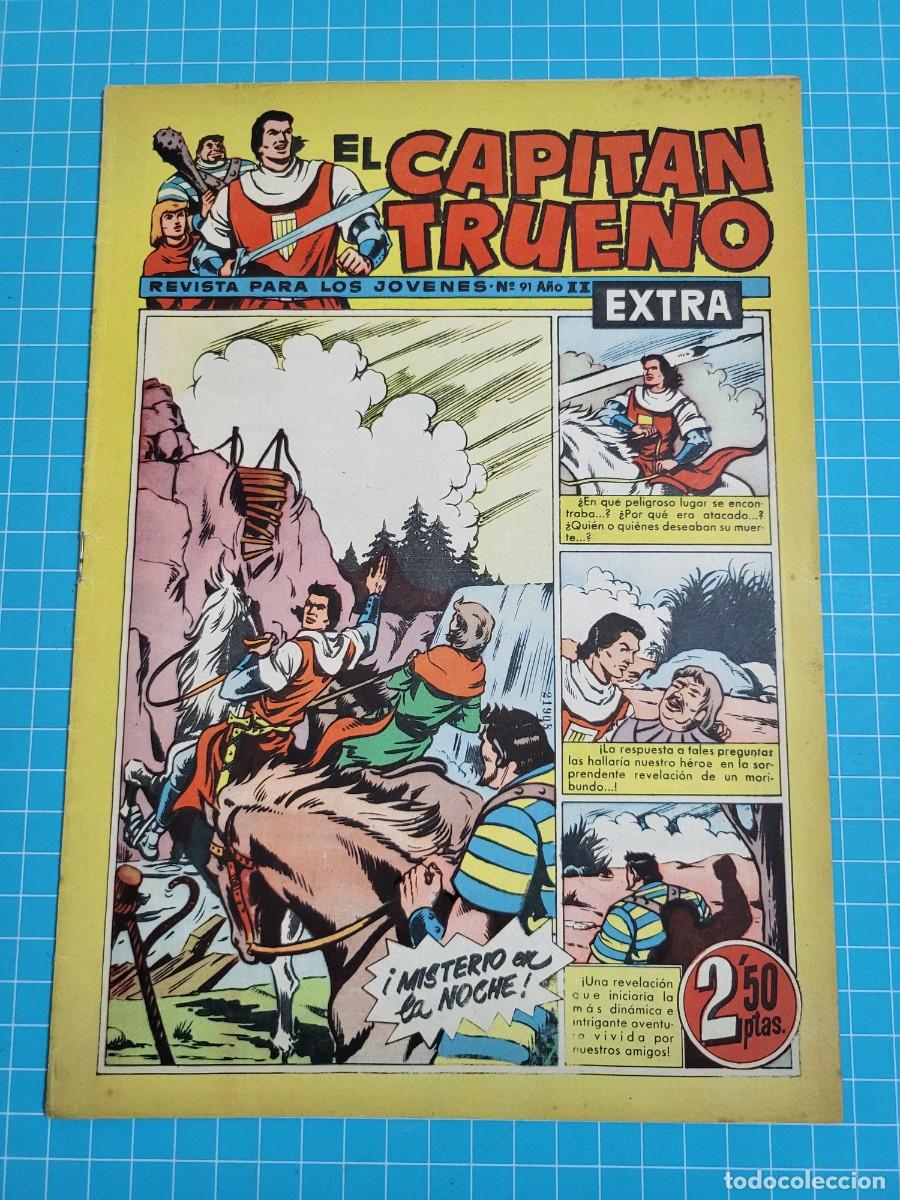 EL CAPITAN
TRUENO
REVISTA PARA LOS JOVENES • Nº 91 Año II
EXTRA
¿En qué peligroso lugar se encon-
traba...? ¿Por qué era atacado...?
¿Quién o quiénes deseaban su muer-
te...?
¡La respuesta a tales preguntas
las hallaría nuestro héroe en la sor-
prendente revelación de un mori-
bundo...!
21905
¡MISTERIO en
la NOCHE!
¡Una revelación
que iniciaría la
más dinámica e
intrigante aventu-
ra vivida por
nuestros amigos!
2'50
ptas.
todocoleccion